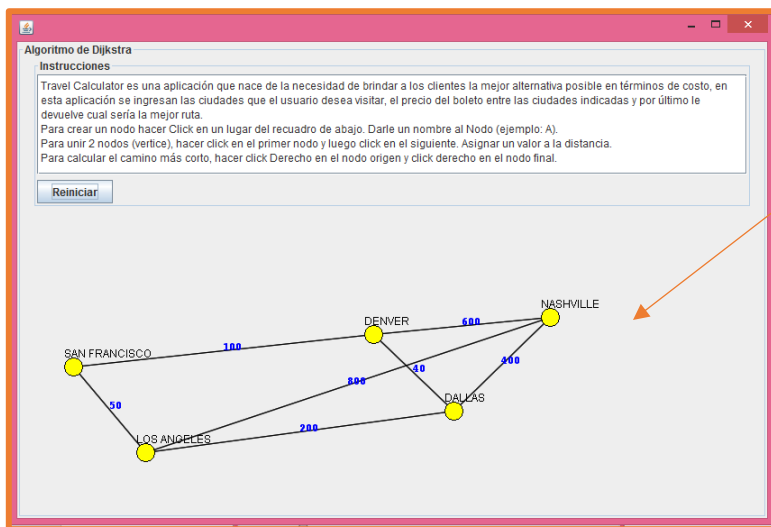 Algoritmo de Dijkstra
Instrucciones
Travel Calculator es una aplicación que nace de la necesidad de brindar a los clientes la mejor alternativa posible en términos de costo, en
esta aplicación se ingresan las ciudades que el usuario desea visitar, el precio del boleto entre las ciudades indicadas y por último le
devuelve cual sería la mejor ruta.
Para crear un nodo hacer Click en un lugar del recuadro de abajo. Darle un nombre al Nodo (ejemplo: A).
Para unir 2 nodos (vertice), hacer click en el primer nodo y luego click en el siguiente. Asignar un valor a la distancia.
Para calcular el camino más corto, hacer click Derecho en el nodo origen y click derecho en el nodo final.
Reiniciar
NASHVILLE
DENVER
600
100
SAN FRANCISCO
400
40
800
DALLAS
50
200
LOS ANGELES